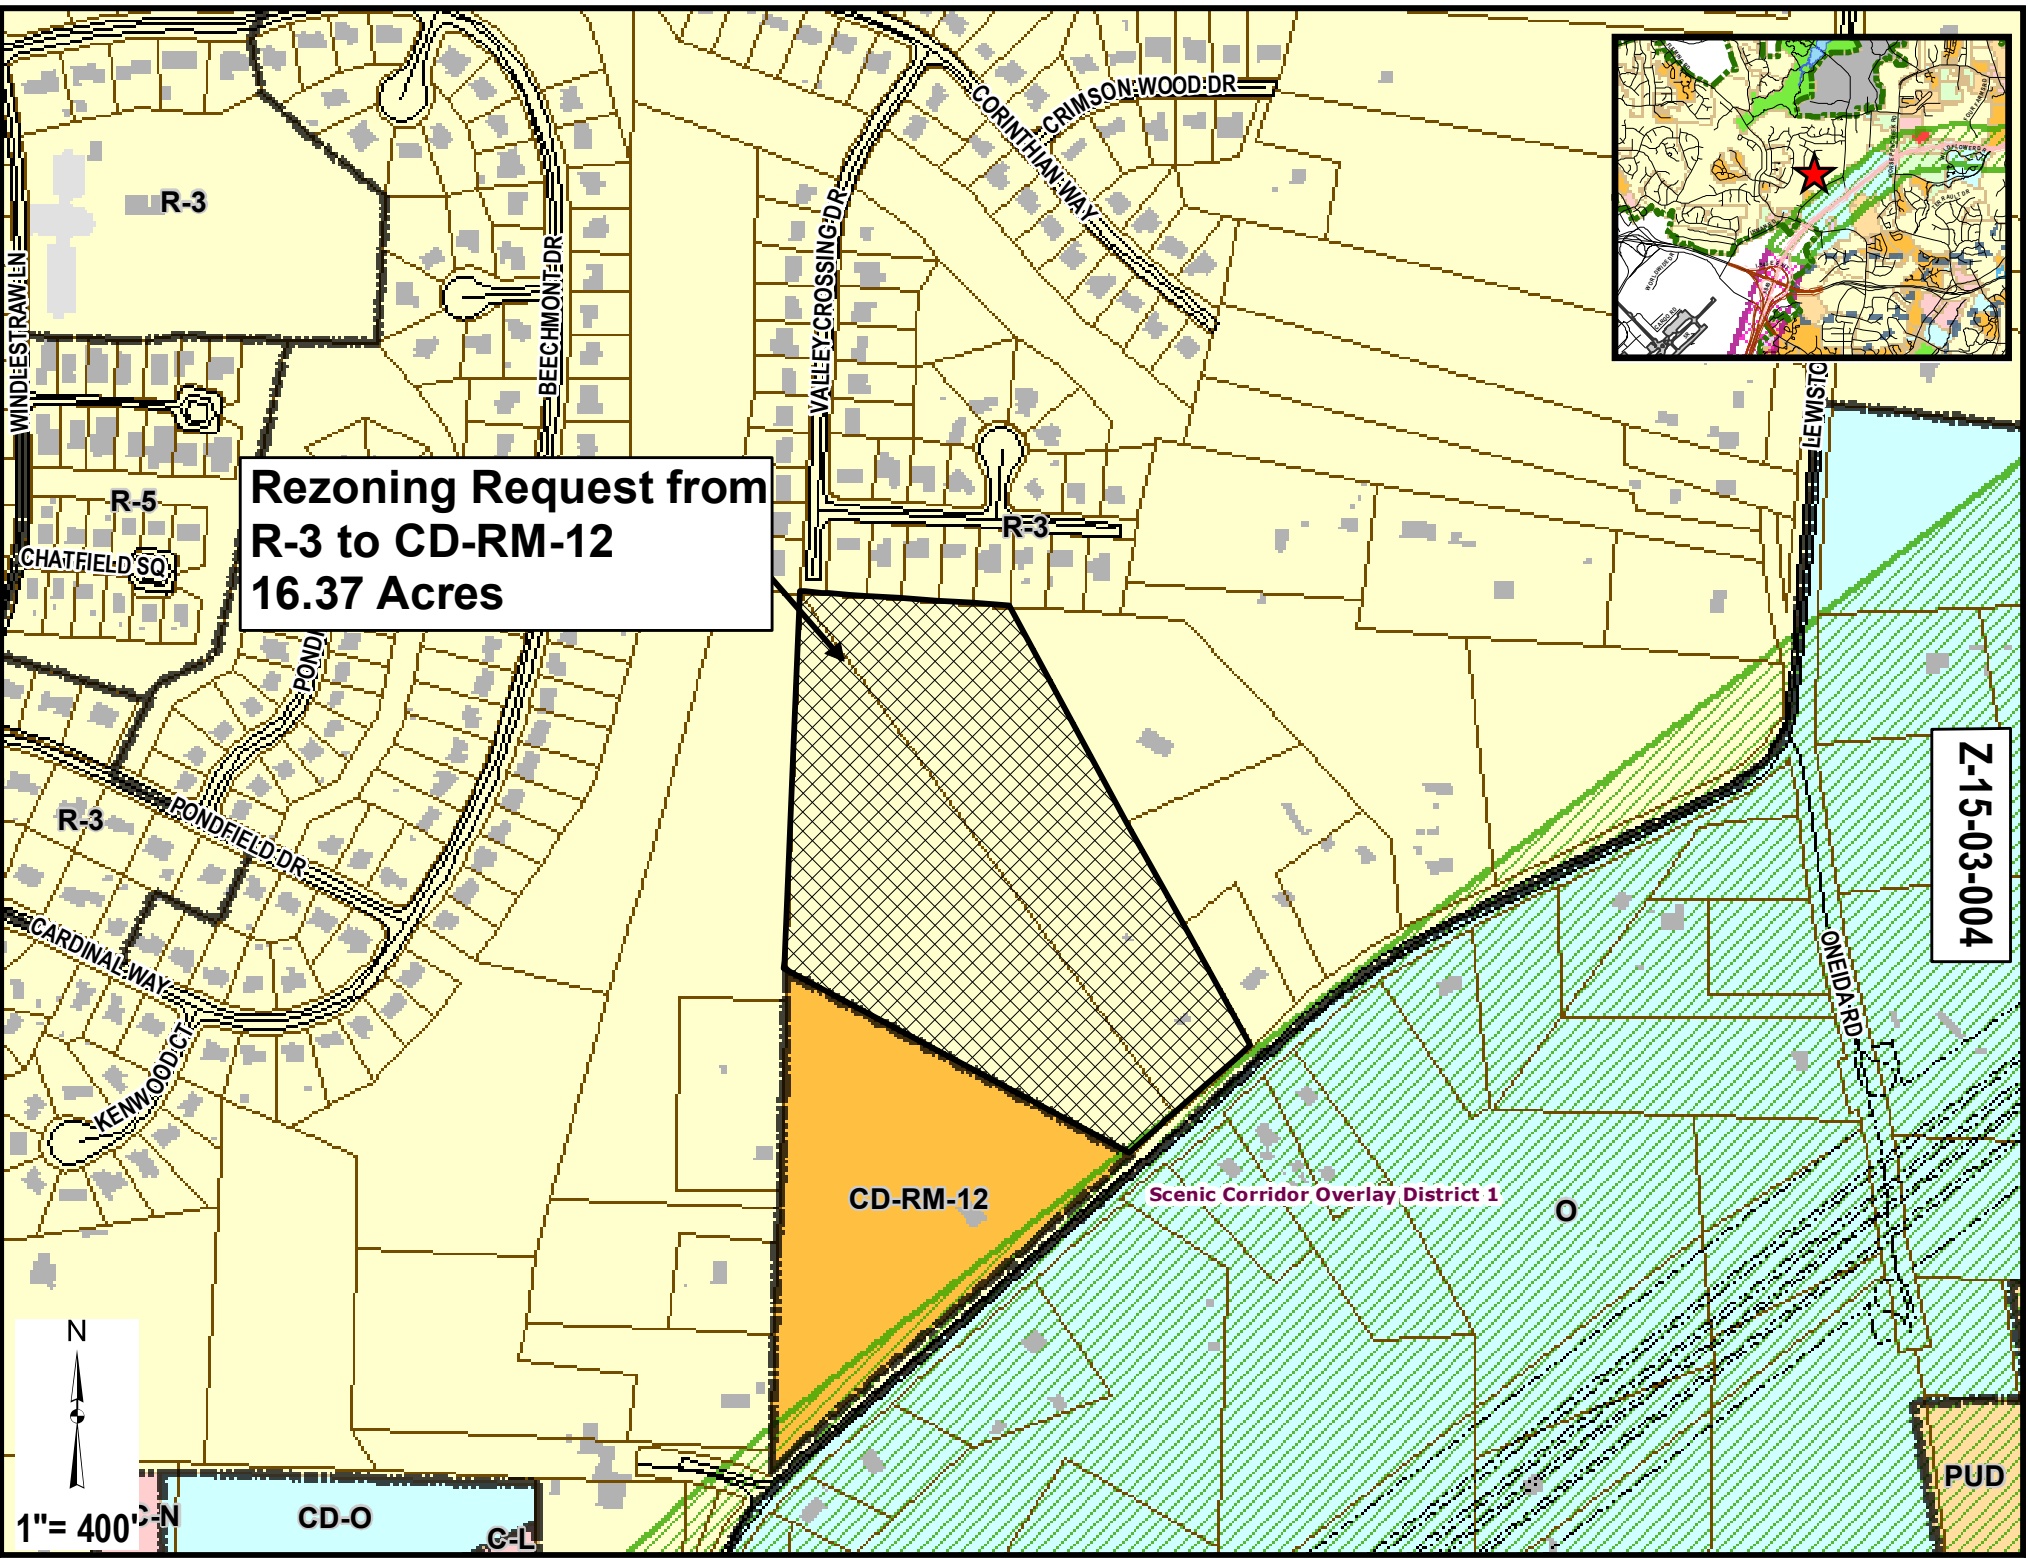 CRIMSON WOOD DR
CORINTHIAN WAY
R-3
VALLEY CROSSING DR
BEECHMONT DR
WINDLESTRAW LN
LEWISTO
Rezoning Request from
R-3 to CD-RM-12
16.37 Acres
R-5
R-3
CHATFIELD SQ
POND
Z-15-03-004
R-3
PONDFIELD DR
CARDINAL WAY
ONEIDA RD
KENWOOD CT
CD-RM-12
Scenic Corridor Overlay District 1
O
N
PUD
1"= 400'
C-N
CD-O
C-L